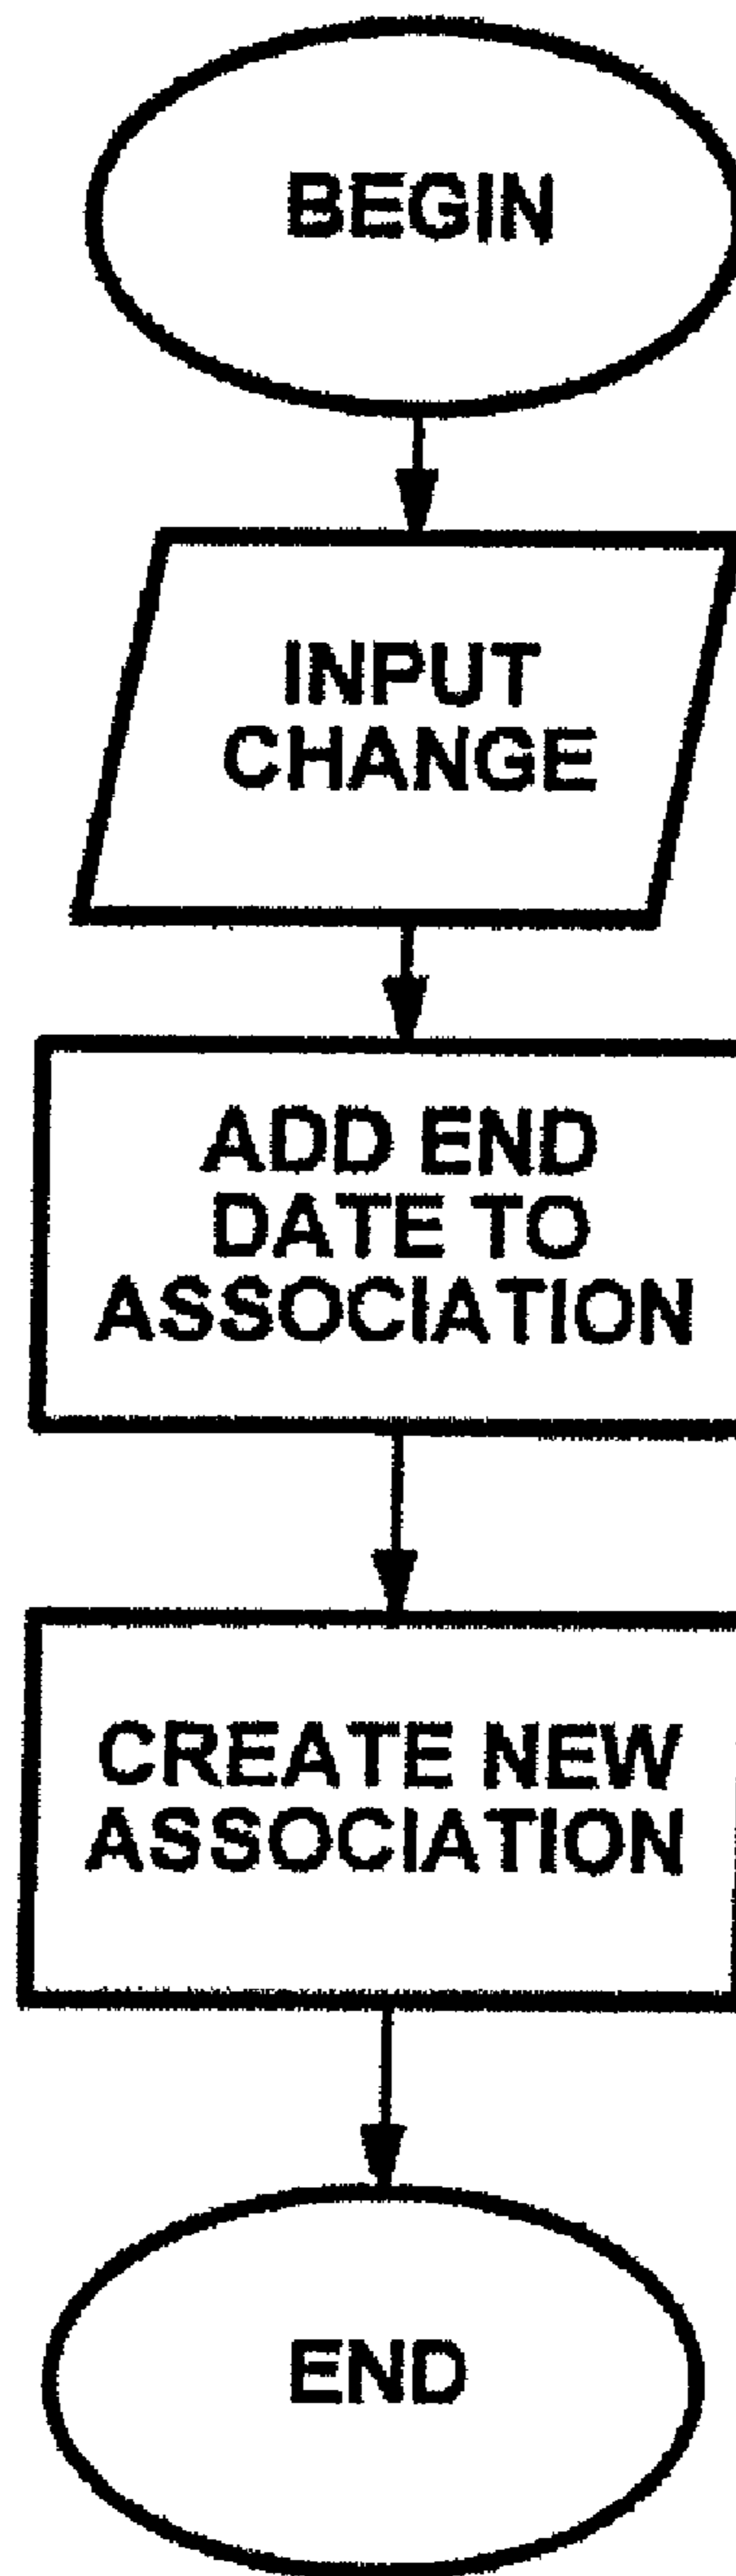 BEGIN
INPUT
CHANGE
ADD END
DATE TO
ASSOCIATION
CREATE NEW
ASSOCIATION
END